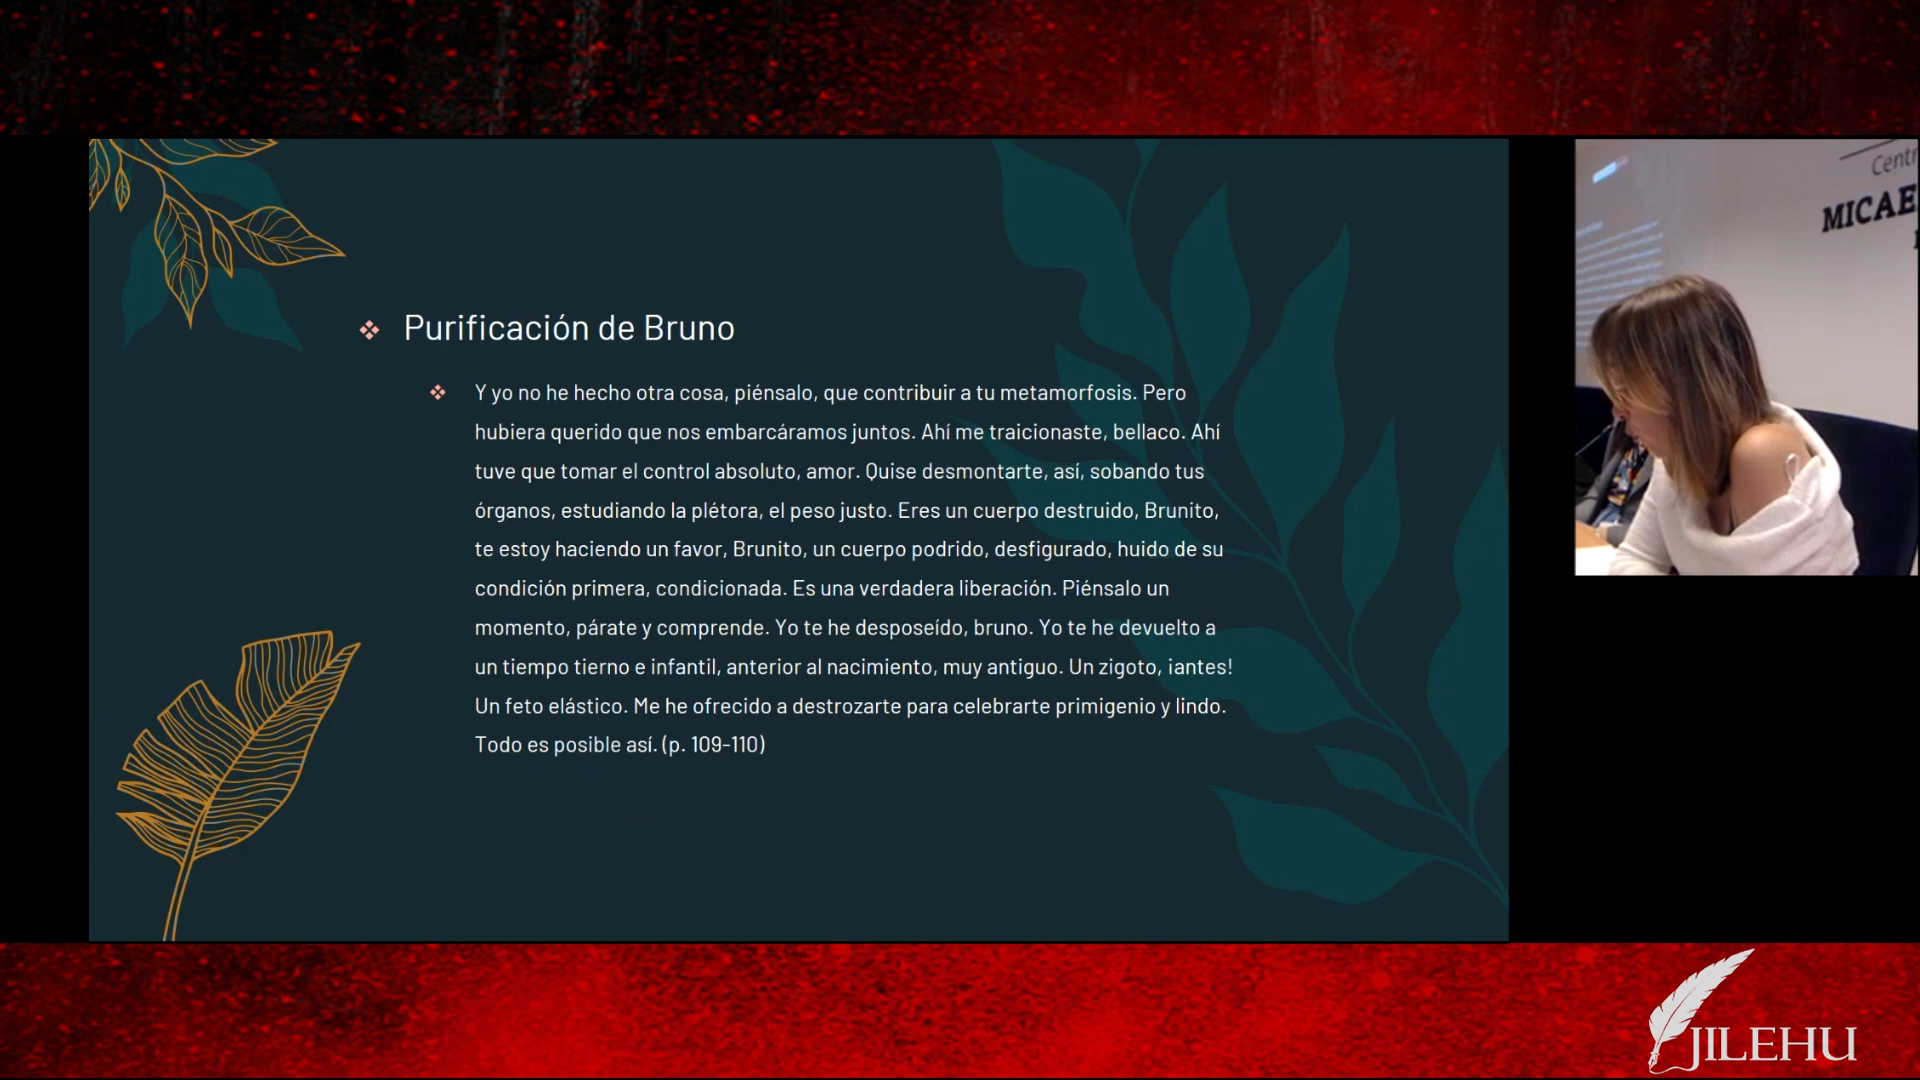 Purificación de Bruno
Y yo no he hecho otra cosa, piénsalo, que contribuir a tu metamorfosis. Pero
hubiera querido que nos embarcáramos juntos. Ahí me traicionaste, bellaco. Ahí
tuve que tomar el control absoluto, amor. Quise desmontarte, así, sobando tus
órganos, estudiando la plétora, el peso justo. Eres un cuerpo destruido, Brunito,
te estoy haciendo un favor, Brunito, un cuerpo podrido, desfigurado, huido de su
condición primera, condicionada. Es una verdadera liberación. Piénsalo un
momento, párate y comprende. Yo te he desposeído, bruno. Yo te he devuelto a
un tiempo tierno e infantil, anterior al nacimiento, muy antiguo. Un zigoto, ¡antes!
Un feto elástico. Me he ofrecido a destrozarte para celebrarte primigenio y lindo.
Todo es posible así. (p. 109-110)
Centr
MICAE
JILEHU